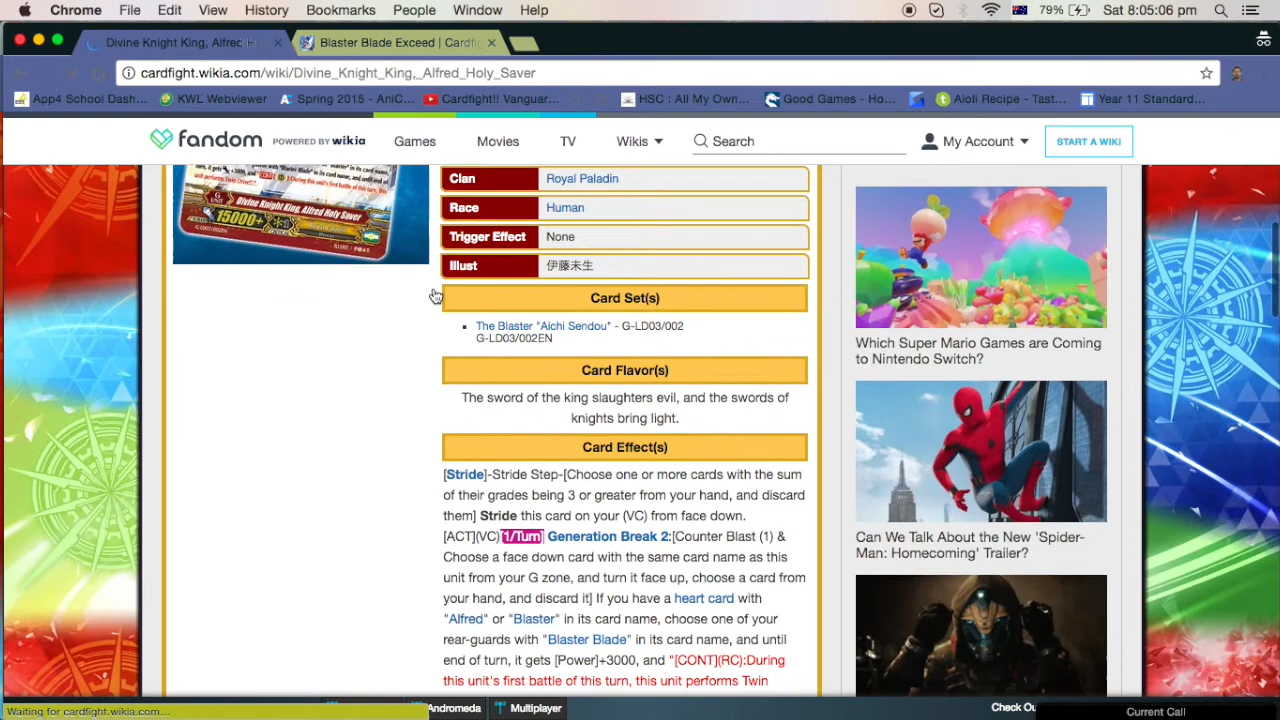 Chrome File Edit View History Bookmarks People Window Help 79% Sat 8:05:06 pm
Divine Knight King, Alfred Ho
Blaster Blade Exceed | Cardfi
cardfight.wikia.com/wiki/Divine_Knight_King,_Alfred_Holy_Saver
App4 School Dash... KWL Webviewer Spring 2015 - AniC... Cardfight!! Vanguar... HSC : All My Own... Good Games - Ho... Aioli Recipe - Tast... Year 11 Standard...
fandom POWERED BY wikia Games Movies TV Wikis Search My Account START A WIKI
Divine Knight King, Alfred Holy Saver
15000+
Clan Royal Paladin
Race Human
Trigger Effect None
Illust 伊藤未生
Card Set(s)
The Blaster "Aichi Sendou" - G-LD03/002
G-LD03/002EN
Card Flavor(s)
The sword of the king slaughters evil, and the swords of
knights bring light.
Card Effect(s)
[Stride]-Stride Step-[Choose one or more cards with the sum
of their grades being 3 or greater from your hand, and discard
them] Stride this card on your (VC) from face down.
[ACT](VC)[1/Turn] Generation Break 2:[Counter Blast (1) &
Choose a face down card with the same card name as this
unit from your G zone, and turn it face up, choose a card from
your hand, and discard it] If you have a heart card with
"Alfred" or "Blaster" in its card name, choose one of your
rear-guards with "Blaster Blade" in its card name, and until
end of turn, it gets [Power]+3000, and "[CONT](RC):During
this unit's first battle of this turn, this unit performs Twin
Which Super Mario Games are Coming
to Nintendo Switch?
Can We Talk About the New 'Spider-
Man: Homecoming' Trailer?
Waiting for cardfight.wikia.com...
Andromeda Multiplayer
Check Ou
Current Call